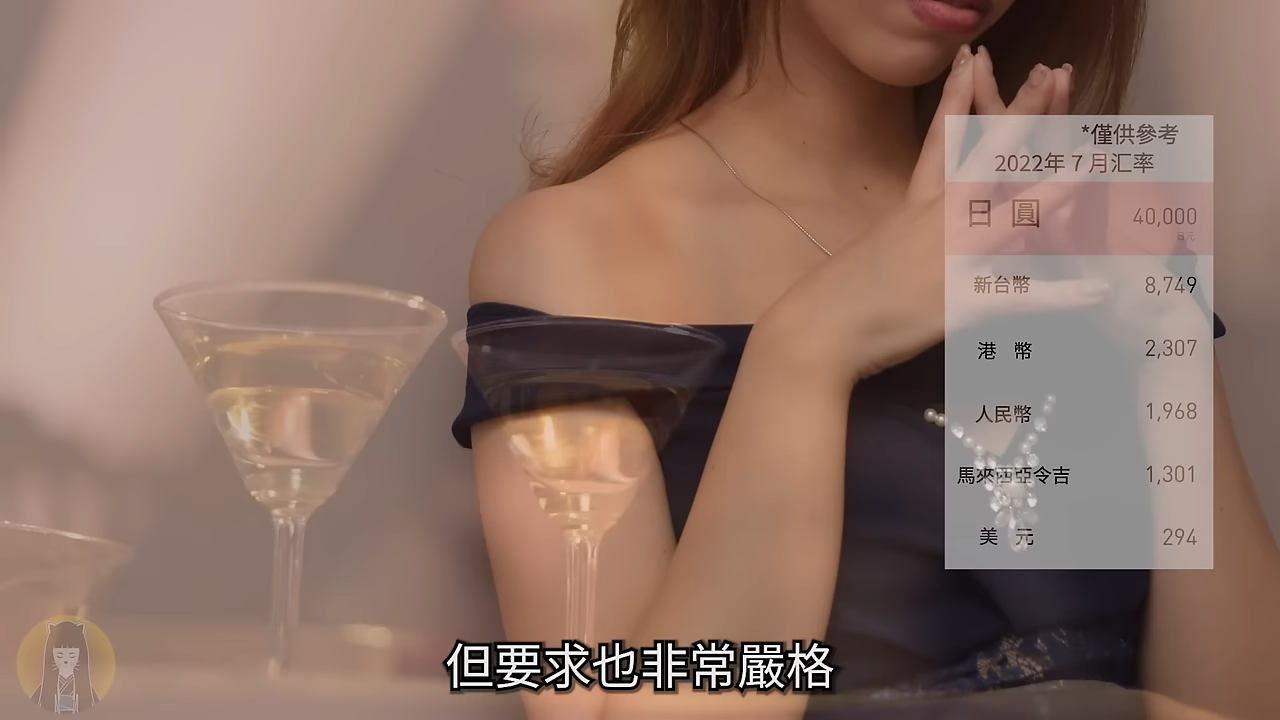 *僅供參考
2022年 7 月汇率
日 圓 40,000
日元
新台幣 8,749
港 幣 2,307
人民幣 1,968
馬來西亞令吉 1,301
美 元 294
但要求也非常嚴格